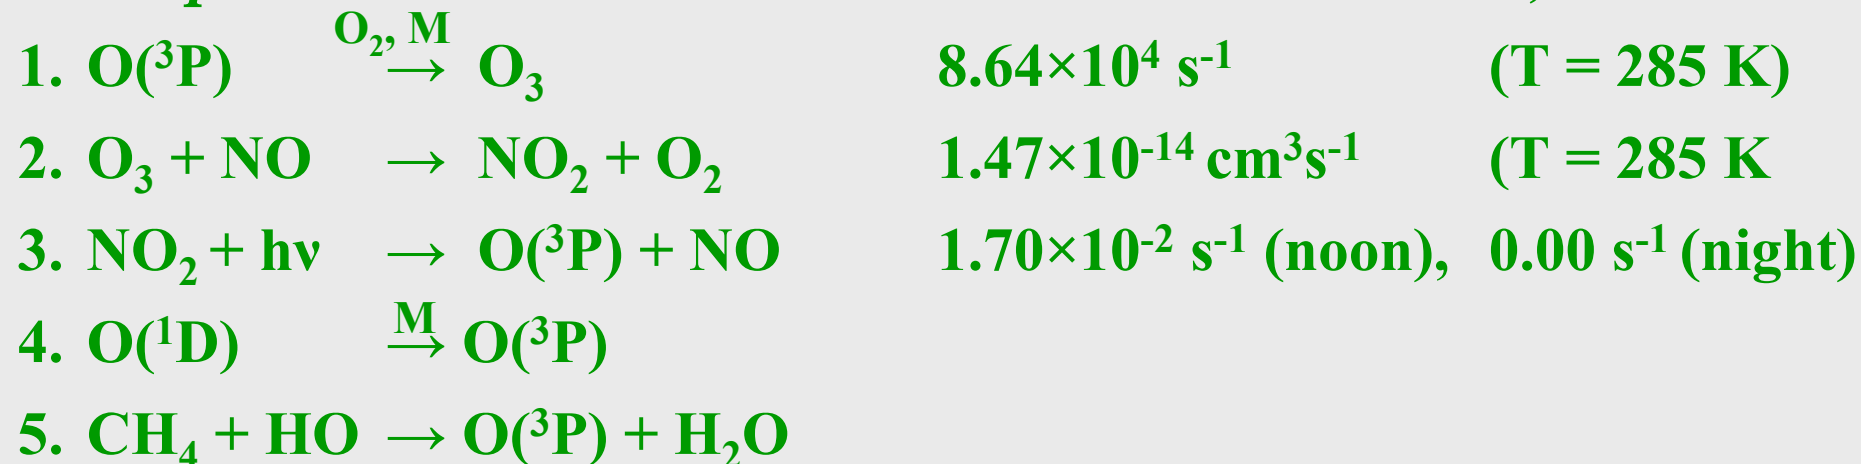 1. O(³P) O₂, M → O₃ 8.64×10⁴ s⁻¹ (T = 285 K)
2. O₃ + NO → NO₂ + O₂ 1.47×10⁻¹⁴ cm³s⁻¹ (T = 285 K
3. NO₂ + hν → O(³P) + NO 1.70×10⁻² s⁻¹ (noon), 0.00 s⁻¹ (night)
4. O(¹D) M → O(³P)
5. CH₄ + HO → O(³P) + H₂O